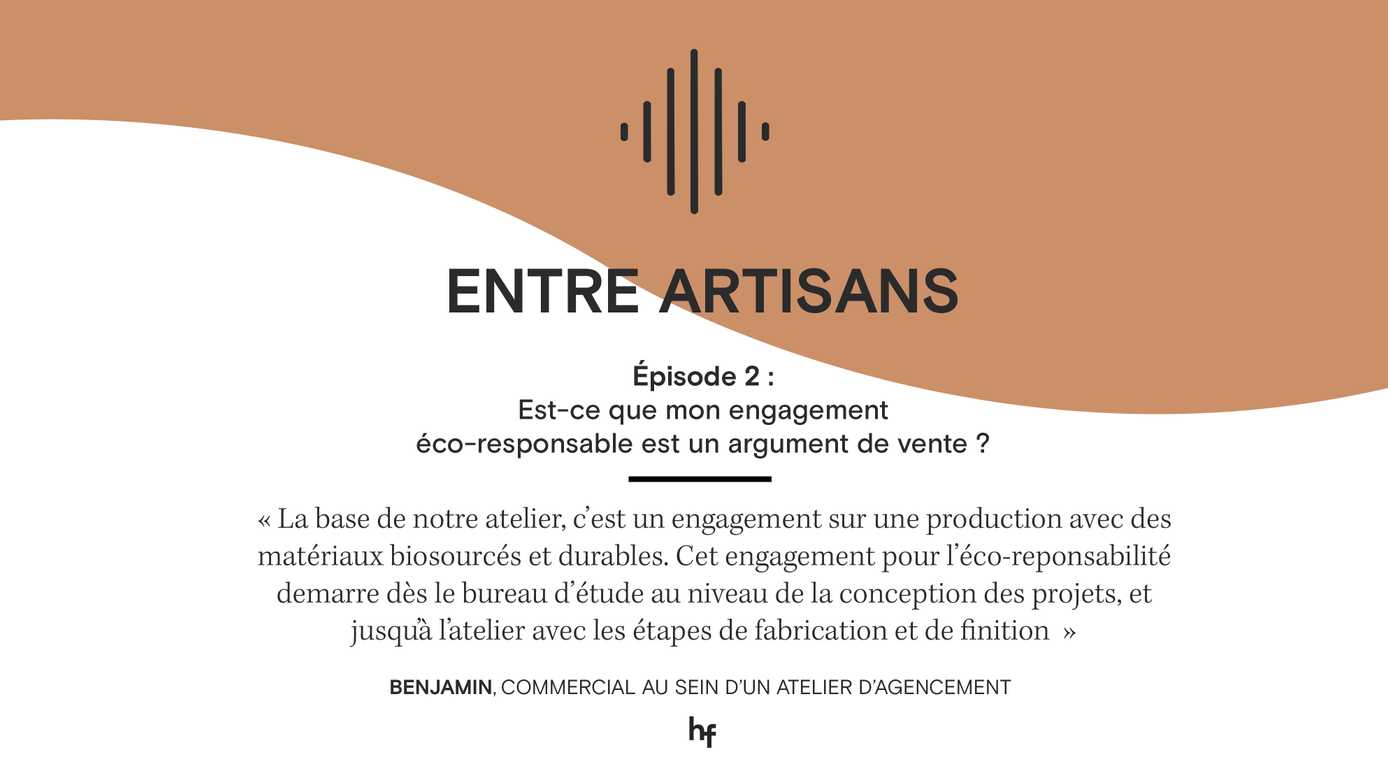 ENTRE ARTISANS
Épisode 2 :
Est-ce que mon engagement
éco-responsable est un argument de vente ?
« La base de notre atelier, c’est un engagement sur une production avec des
matériaux biosourcés et durables. Cet engagement pour l’éco-reponsabilité
demarre dès le bureau d’étude au niveau de la conception des projets, et
jusqu’à l’atelier avec les étapes de fabrication et de finition  »
BENJAMIN, COMMERCIAL AU SEIN D’UN ATELIER D’AGENCEMENT
hf